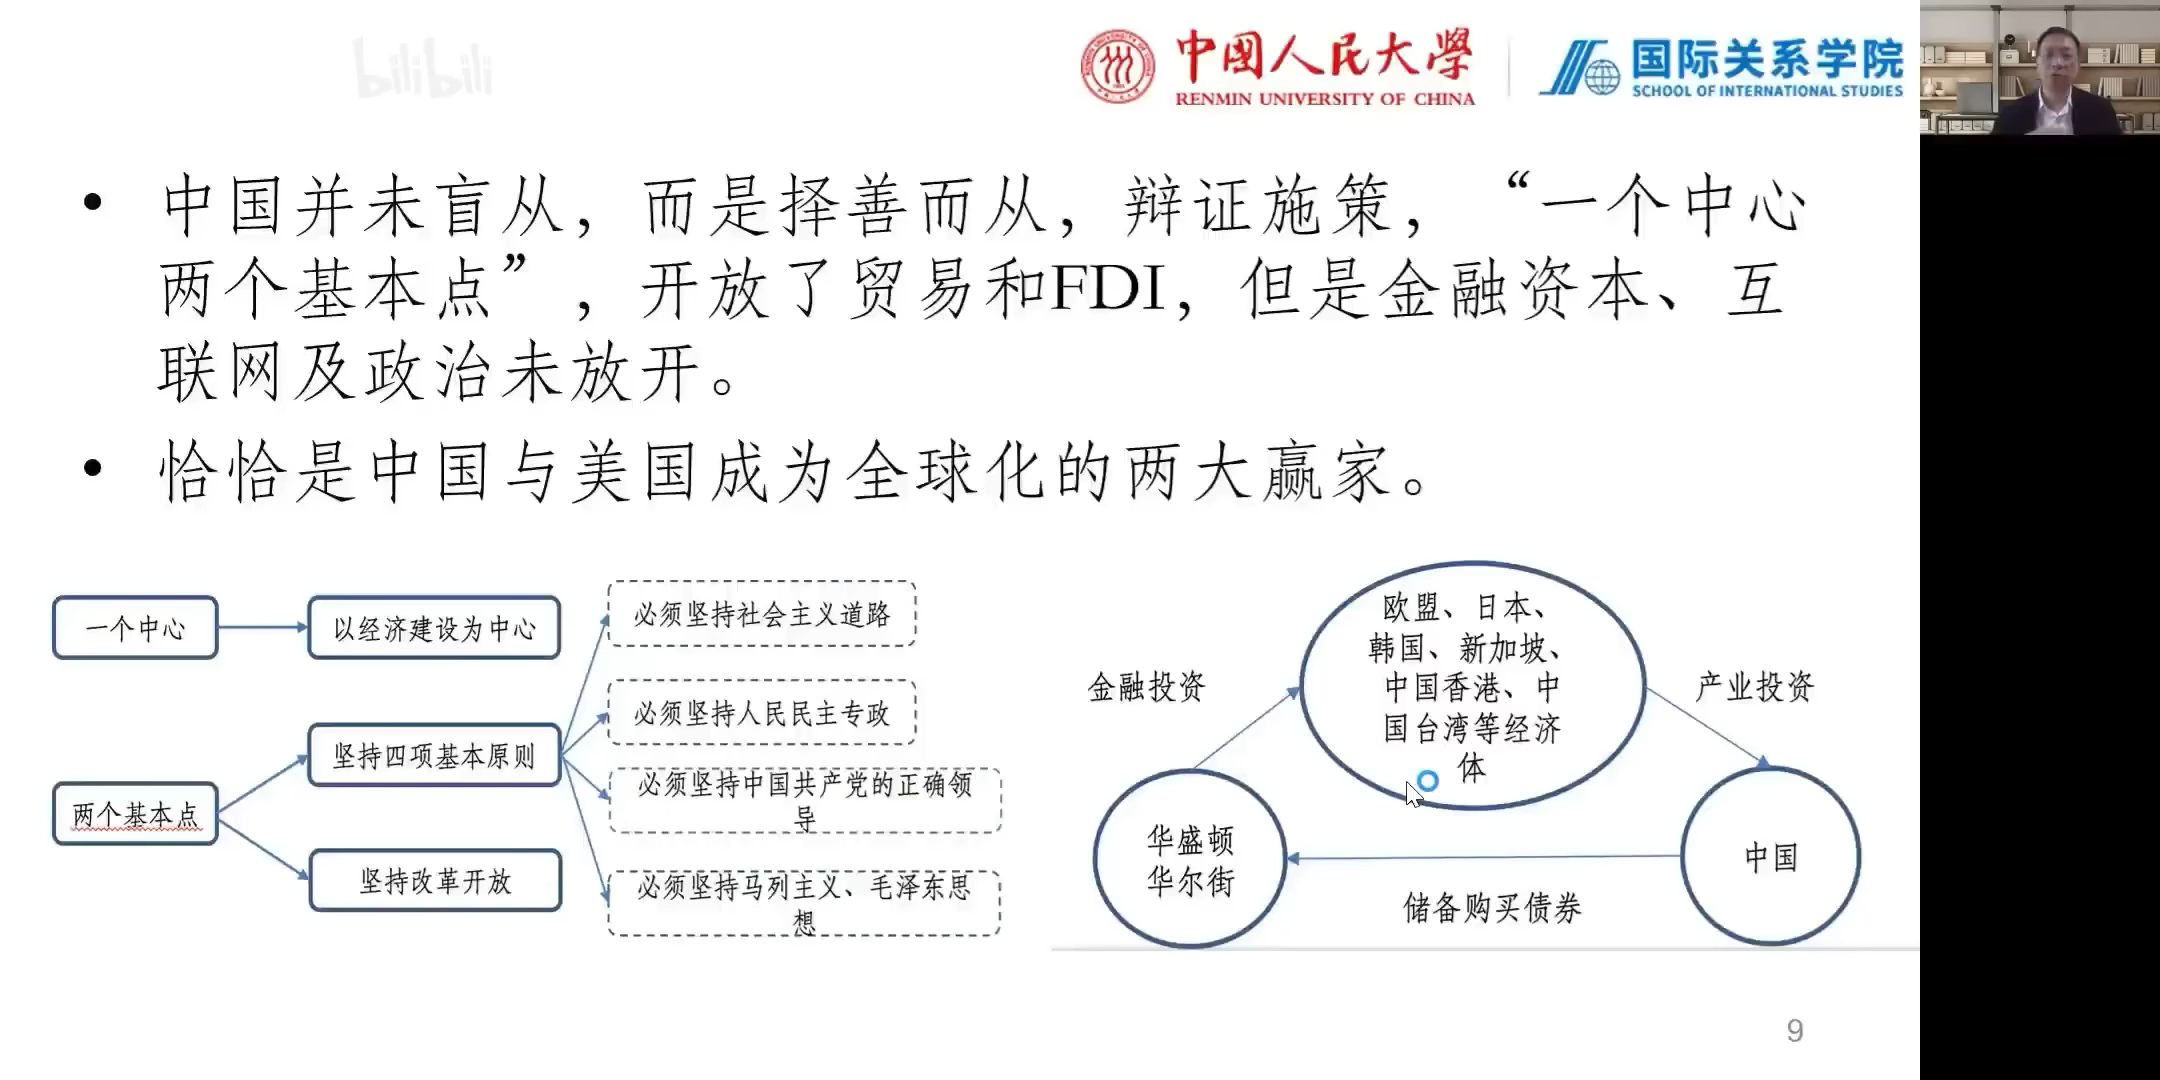 bilibili
中國人民大學
RENMIN UNIVERSITY OF CHINA
国际关系学院
SCHOOL OF INTERNATIONAL STUDIES
• 中国并未盲从，而是择善而从，辩证施策，“一个中心
两个基本点”，开放了贸易和FDI，但是金融资本、互
联网及政治未放开。
• 恰恰是中国与美国成为全球化的两大赢家。
一个中心
以经济建设为中心
两个基本点
坚持四项基本原则
坚持改革开放
必须坚持社会主义道路
必须坚持人民民主专政
必须坚持中国共产党的正确领
导
必须坚持马列主义、毛泽东思
想
金融投资
欧盟、日本、
韩国、新加坡、
中国香港、中
国台湾等经济
体
产业投资
华盛顿
华尔街
中国
储备购买债券
9